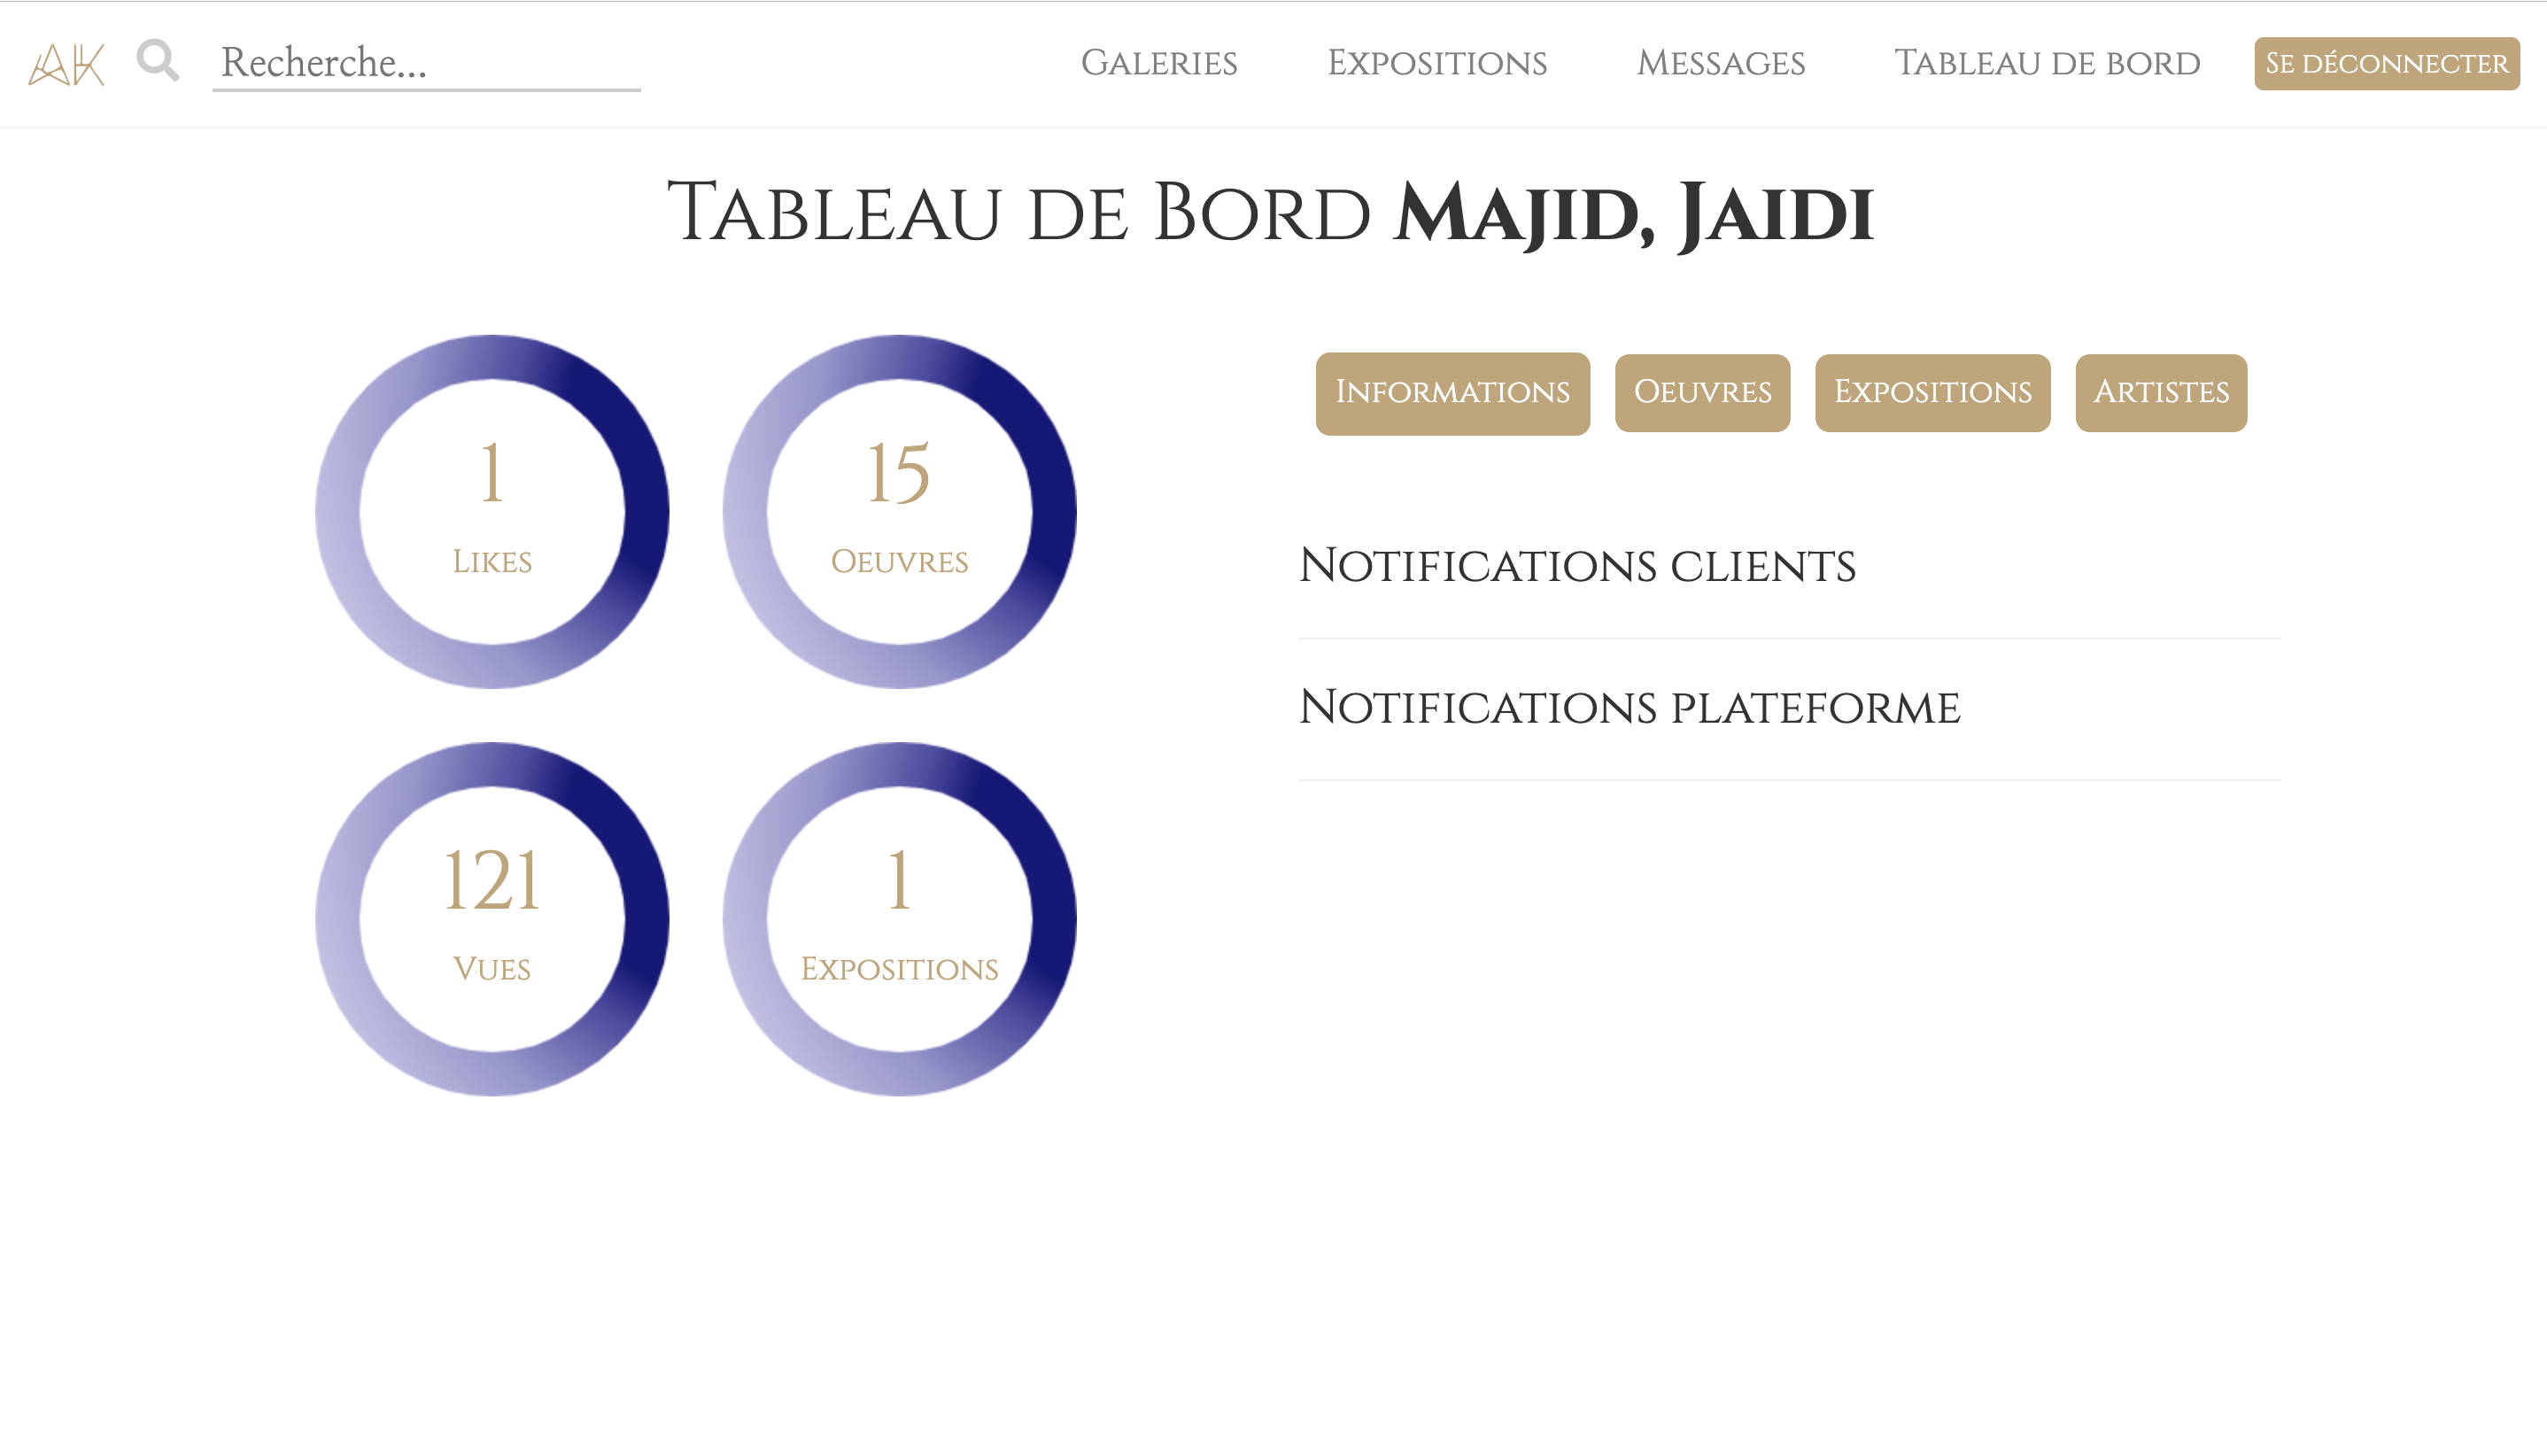 AK
Recherche...
Galeries
Expositions
Messages
Tableau de bord
Se déconnecter
Tableau de Bord Majid, Jaidi
1
Likes
15
Oeuvres
121
Vues
1
Expositions
Informations
Oeuvres
Expositions
Artistes
Notifications clients
Notifications plateforme